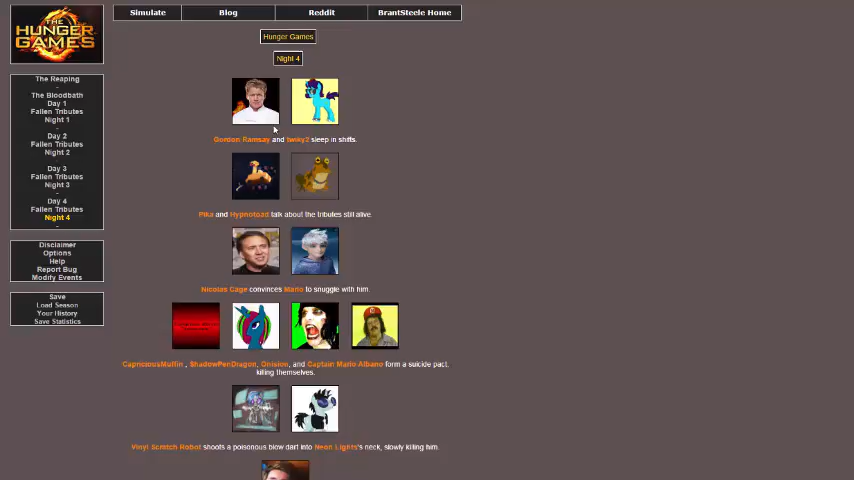 Simulate
Blog
Reddit
BrantSteele Home
THE
HUNGER
GAMES
Hunger Games
Night 4
The Reaping
-
The Bloodbath
Day 1
Fallen Tributes
Night 1
-
Day 2
Fallen Tributes
Night 2
-
Day 3
Fallen Tributes
Night 3
-
Day 4
Fallen Tributes
Night 4
-
Disclaimer
Options
Help
Report Bug
Modify Events
Save
Load Season
Your History
Save Statistics
Gordon Ramsay and twiky2 sleep in shifts.
Pika and Hypnotoad talk about the tributes still alive.
Nicolas Cage convinces Mario to snuggle with him.
CapriciousMuffin , ShadowPenDragon, Onision, and Captain Mario Albano form a suicide pact,
killing themselves.
Vinyl Scratch Robot shoots a poisonous blow dart into Neon Lights's neck, slowly killing him.